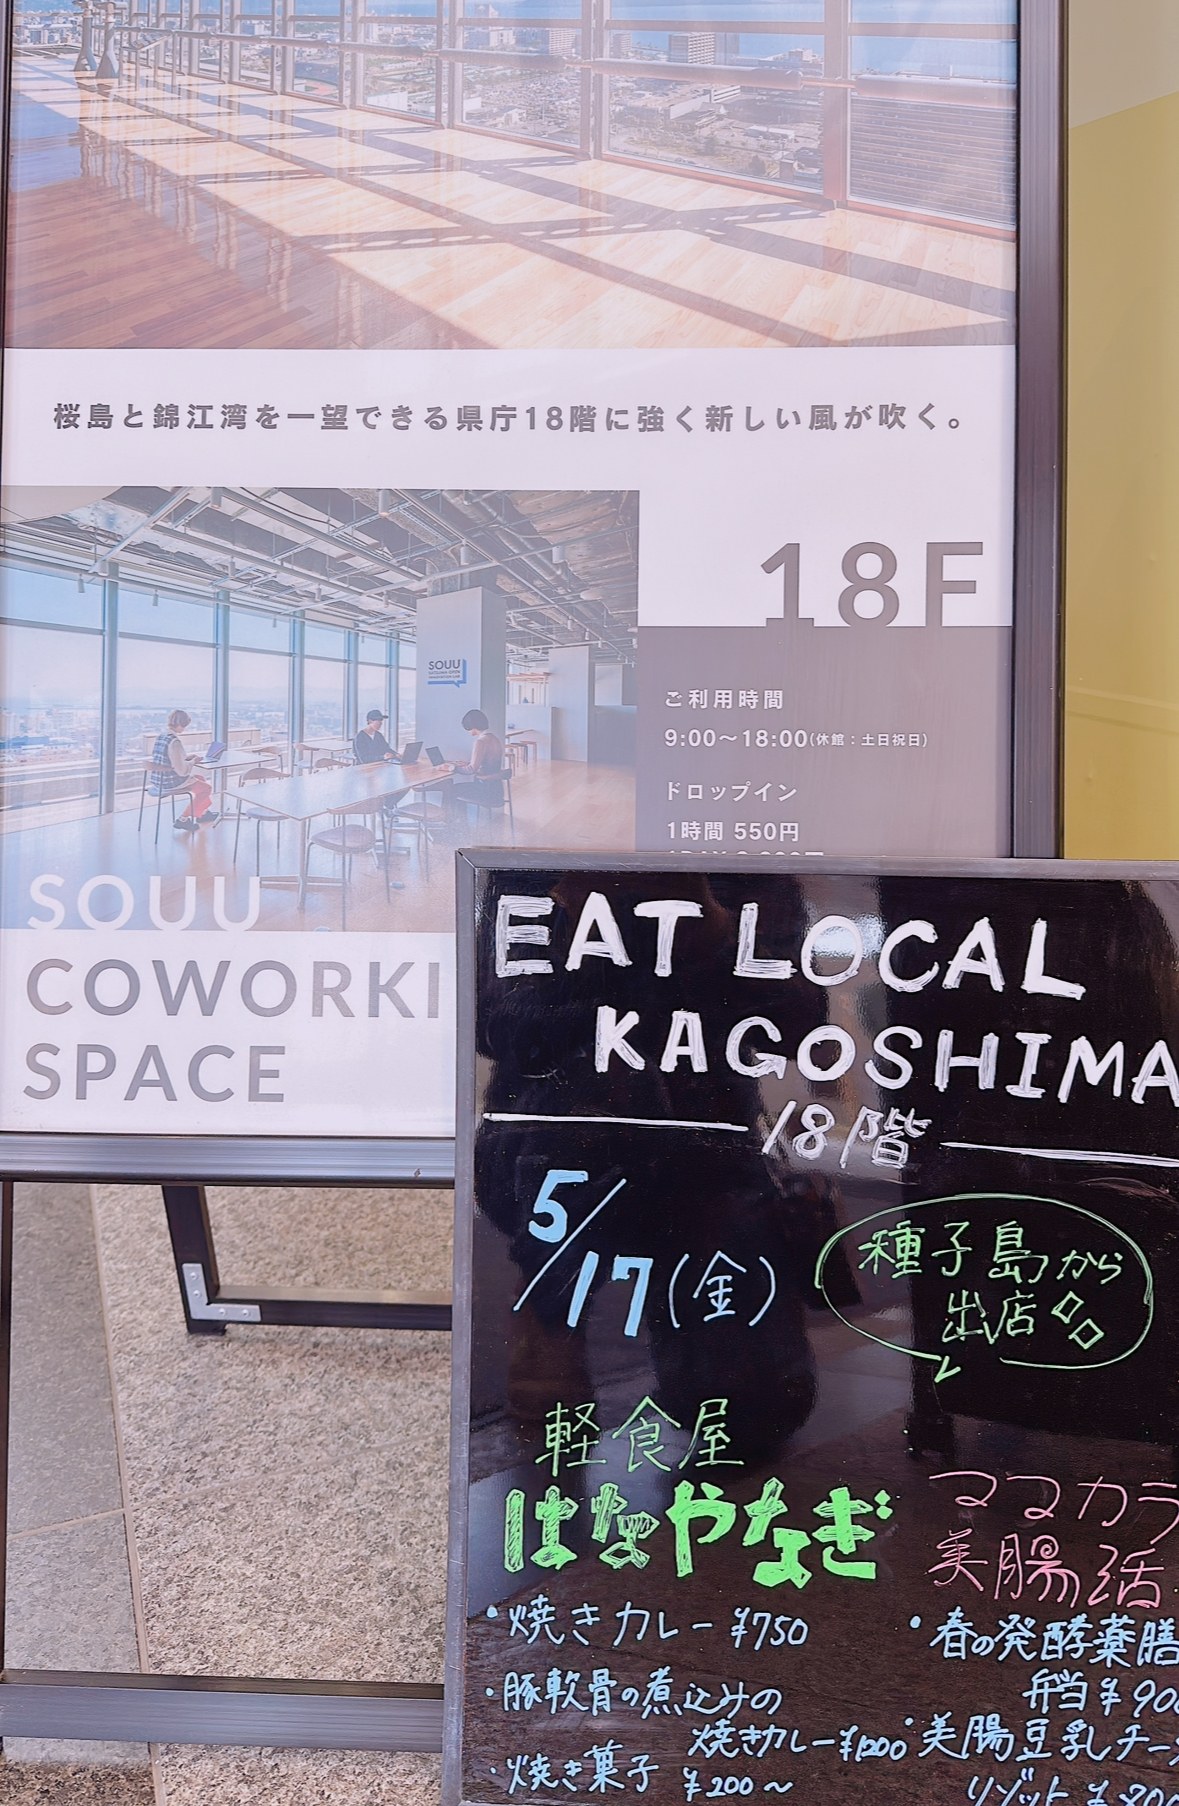 桜島と錦江湾を一望できる県庁18階に強く新しい風が吹く。
18F
SOUU
ご利用時間
9:00〜18:00(休館：土日祝日)
ドロップイン
1時間 550円
SOUU
COWORKI
SPACE
EAT LOCAL
KAGOSHIMA
18階
5/17(金)
種子島から
出店
軽食屋
はなやなぎ
・焼きカレー ¥750
・豚軟骨の煮込みの
焼きカレー ¥1200
・焼き菓子 ¥200〜
ママカラ
美腸活
・春の発酵薬膳
弁当 ¥900
・美腸豆乳チー
リゾット ¥